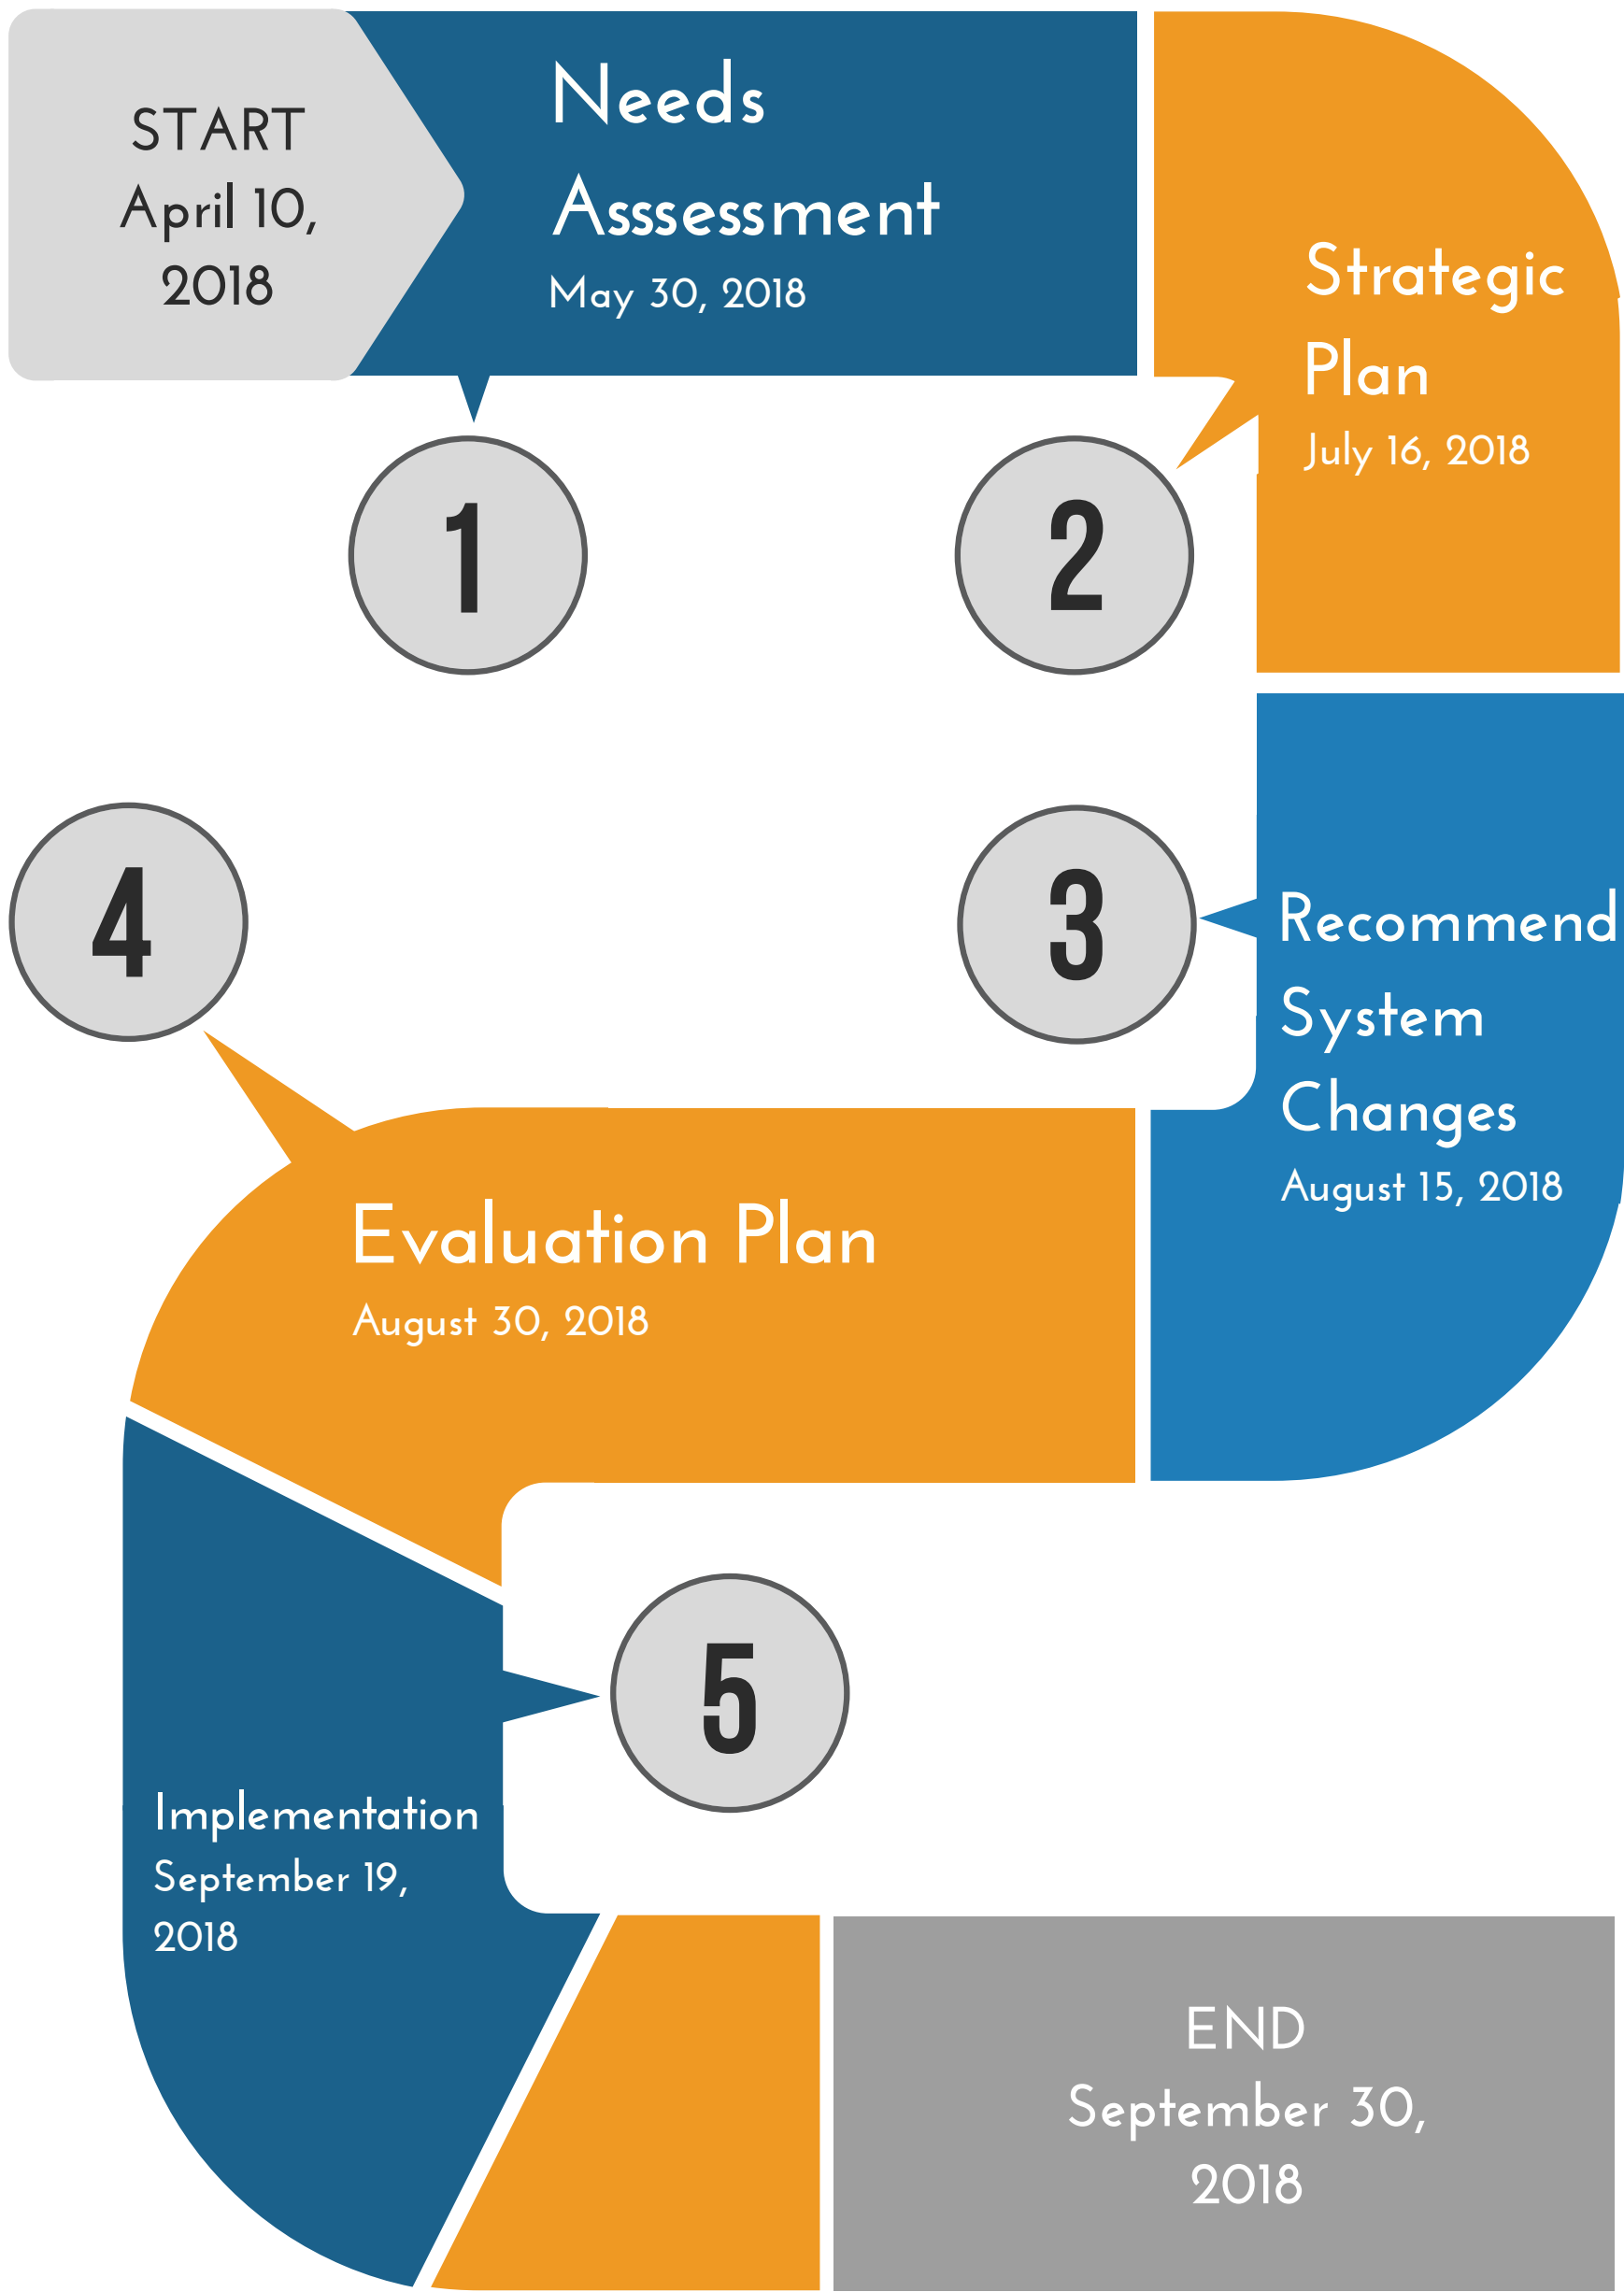 START
April 10,
2018
Needs
Asssessment
May 30, 2018
1
Strategic
Plan
July 16, 2018
2
Recommend
System
Changes
August 15, 2018
3
4
Evaluation Plan
August 30, 2018
5
Implementation
September 19,
2018
END
September 30,
2018